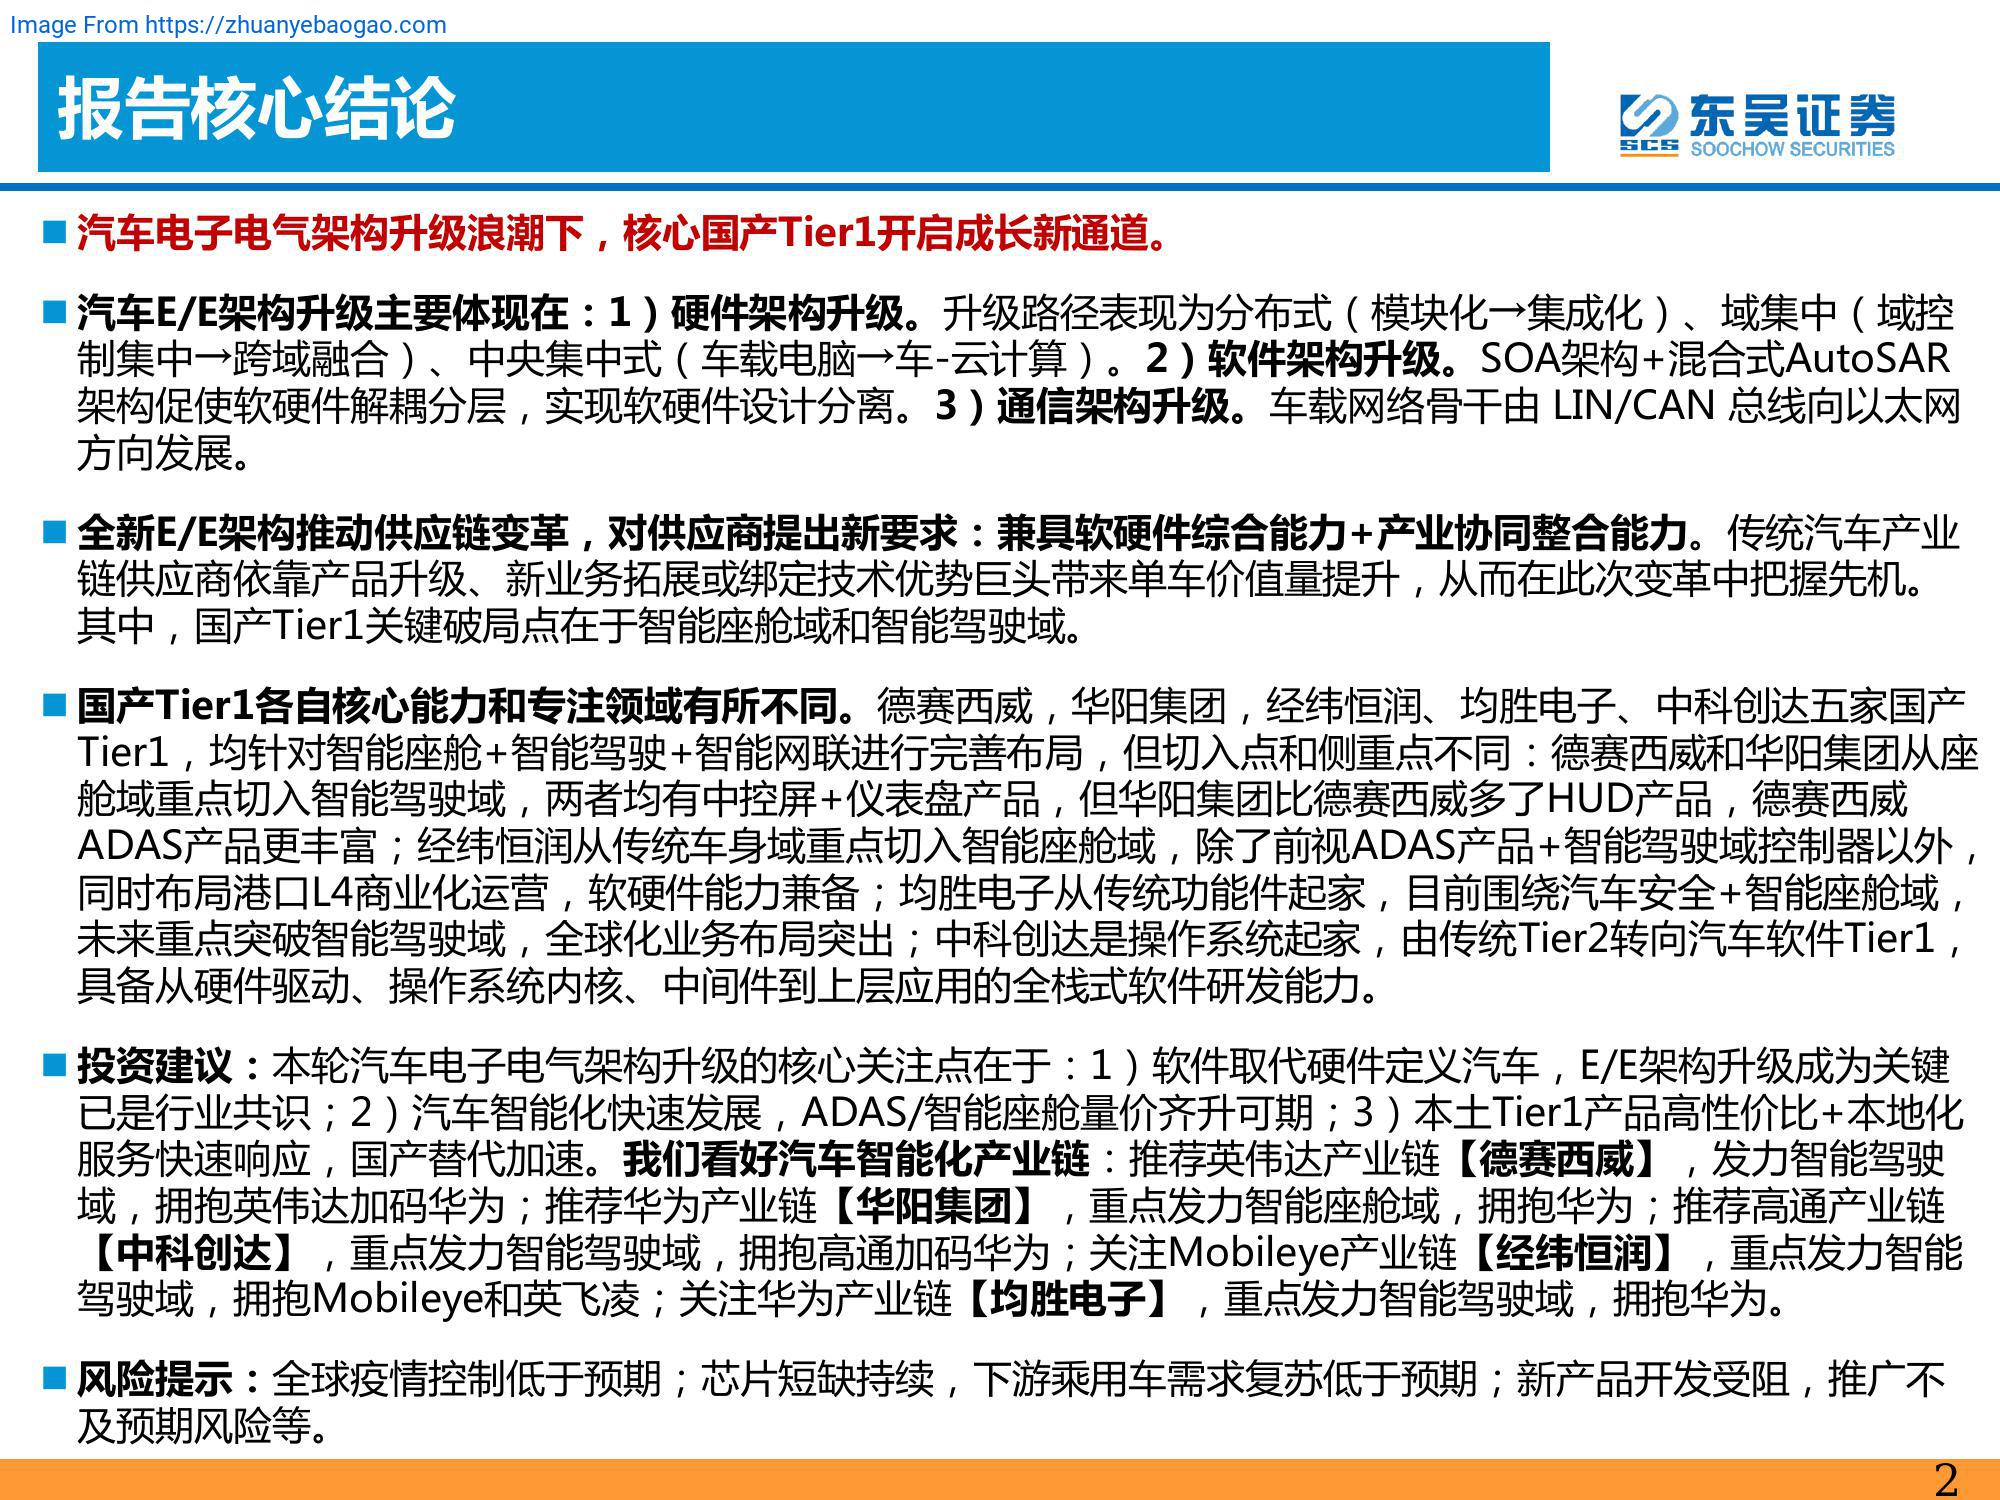 Image From https://zhuanyebaogao.com
报告核心结论
东吴证券
SCS
SOOCHOW SECURITIES
汽车电子电气架构升级浪潮下，核心国产Tier1开启成长新通道。
汽车E/E架构升级主要体现在：1）硬件架构升级。升级路径表现为分布式（模块化→集成化）、域集中（域控
制集中→跨域融合）、中央集中式（车载电脑→车-云计算）。2）软件架构升级。SOA架构+混合式AutoSAR
架构促使软硬件解耦分层，实现软硬件设计分离。3）通信架构升级。车载网络骨干由 LIN/CAN 总线向以太网
方向发展。
全新E/E架构推动供应链变革，对供应商提出新要求：兼具软硬件综合能力+产业协同整合能力。传统汽车产业
链供应商依靠产品升级、新业务拓展或绑定技术优势巨头带来单车价值量提升，从而在此次变革中把握先机。
其中，国产Tier1关键破局点在于智能座舱域和智能驾驶域。
国产Tier1各自核心能力和专注领域有所不同。德赛西威，华阳集团，经纬恒润、均胜电子、中科创达五家国产
Tier1，均针对智能座舱+智能驾驶+智能网联进行完善布局，但切入点和侧重点不同：德赛西威和华阳集团从座
舱域重点切入智能驾驶域，两者均有中控屏+仪表盘产品，但华阳集团比德赛西威多了HUD产品，德赛西威
ADAS产品更丰富；经纬恒润从传统车身域重点切入智能座舱域，除了前视ADAS产品+智能驾驶域控制器以外，
同时布局港口L4商业化运营，软硬件能力兼备；均胜电子从传统功能件起家，目前围绕汽车安全+智能座舱域，
未来重点突破智能驾驶域，全球化业务布局突出；中科创达是操作系统起家，由传统Tier2转向汽车软件Tier1，
具备从硬件驱动、操作系统内核、中间件到上层应用的全栈式软件研发能力。
投资建议：本轮汽车电子电气架构升级的核心关注点在于：1）软件取代硬件定义汽车，E/E架构升级成为关键
已是行业共识；2）汽车智能化快速发展，ADAS/智能座舱量价齐升可期；3）本土Tier1产品高性价比+本地化
服务快速响应，国产替代加速。我们看好汽车智能化产业链：推荐英伟达产业链【德赛西威】，发力智能驾驶
域，拥抱英伟达加码华为；推荐华为产业链【华阳集团】，重点发力智能座舱域，拥抱华为；推荐高通产业链
【中科创达】，重点发力智能驾驶域，拥抱高通加码华为；关注Mobileye产业链【经纬恒润】，重点发力智能
驾驶域，拥抱Mobileye和英飞凌；关注华为产业链【均胜电子】，重点发力智能驾驶域，拥抱华为。
风险提示：全球疫情控制低于预期；芯片短缺持续，下游乘用车需求复苏低于预期；新产品开发受阻，推广不
及预期风险等。
2